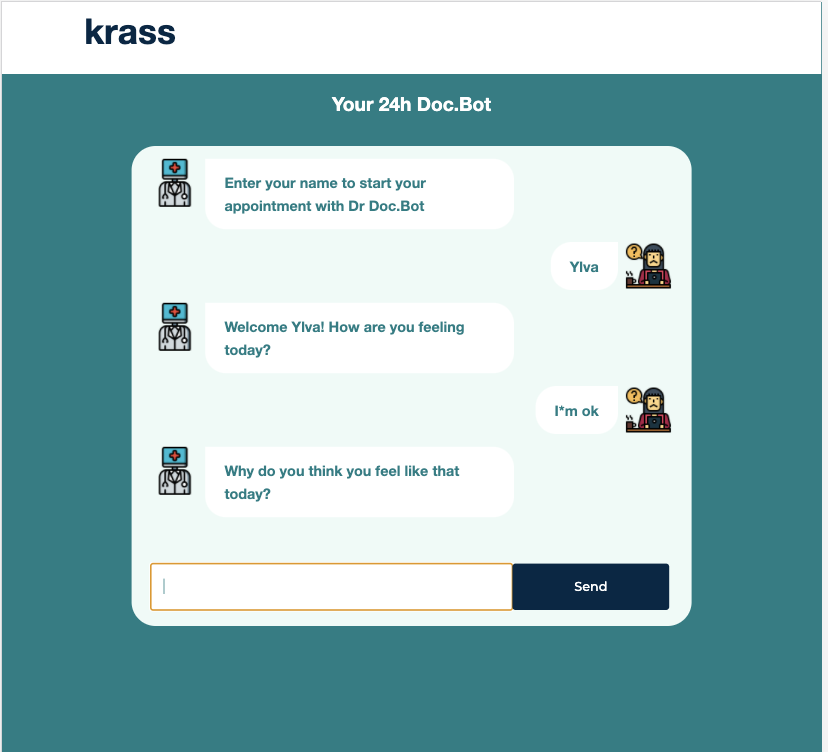 krass
Your 24h Doc.Bot
Enter your name to start your
appointment with Dr Doc.Bot
?
Ylva
Welcome Ylva! How are you feeling
today?
?
I*m ok
Why do you think you feel like that
today?
Send